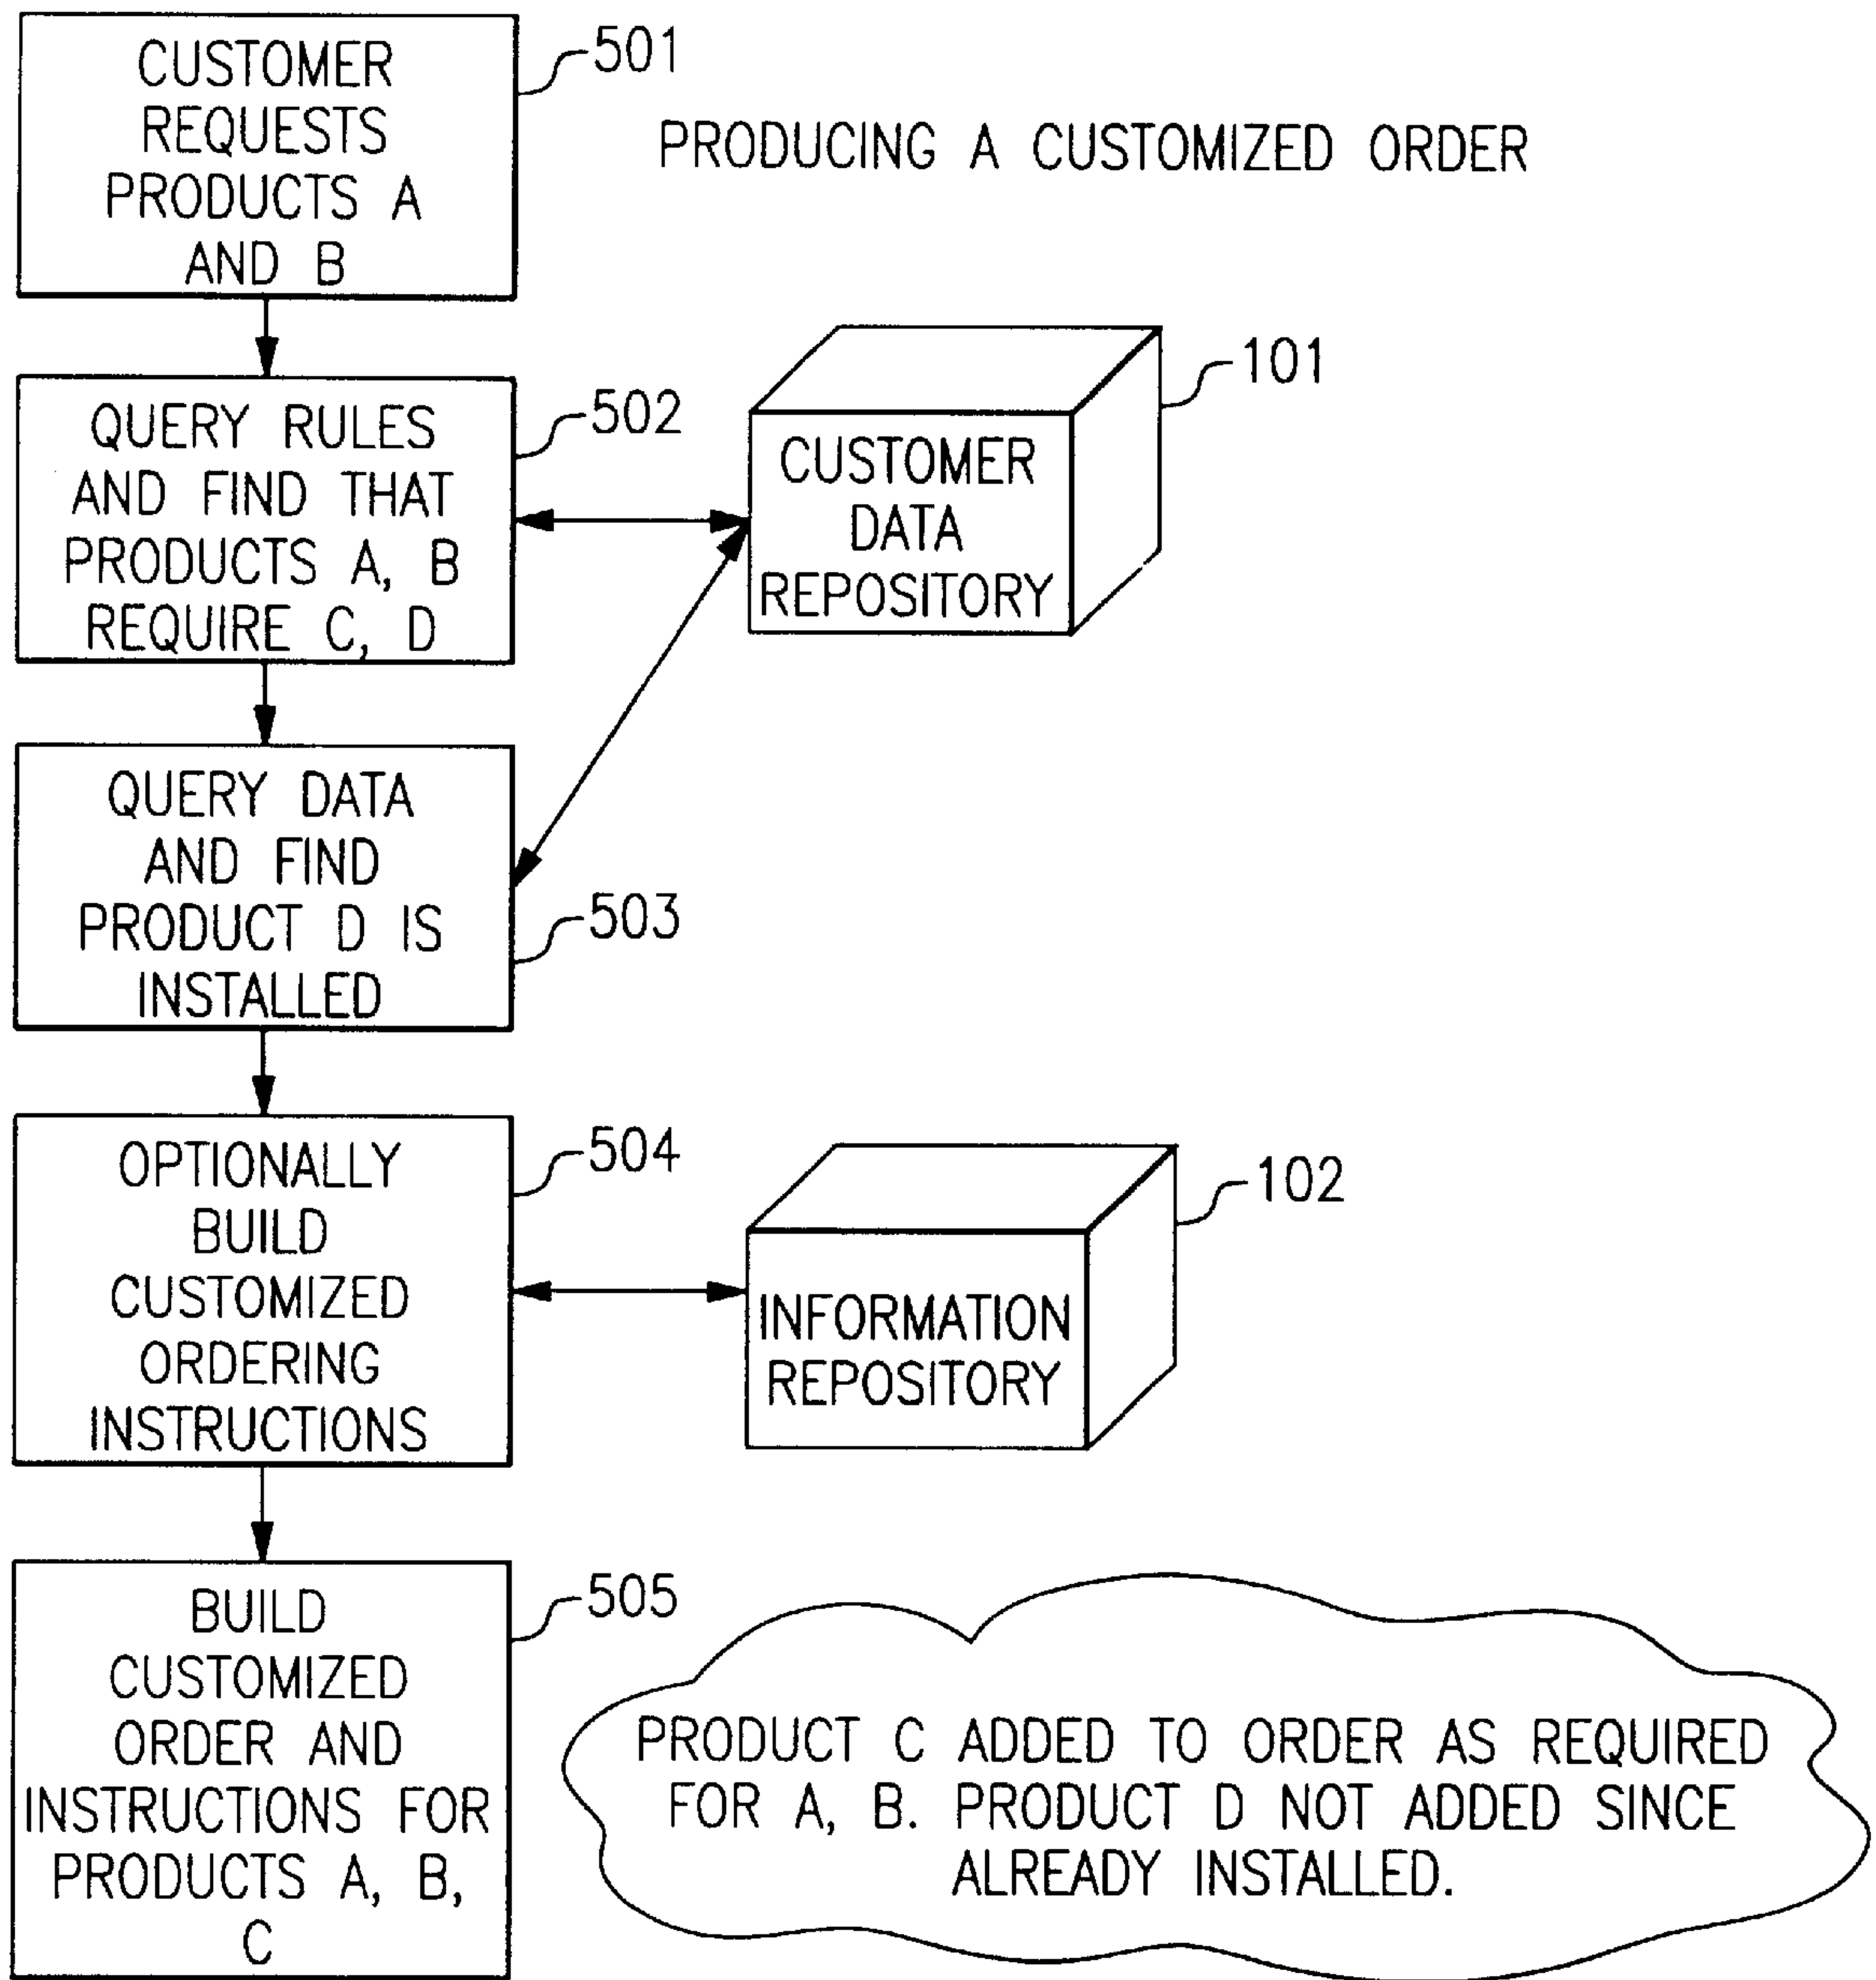 CUSTOMER
REQUESTS
PRODUCTS A
AND B
501
PRODUCING A CUSTOMIZED ORDER
QUERY RULES
AND FIND THAT
PRODUCTS A, B
REQUIRE C, D
502
CUSTOMER
DATA
REPOSITORY
101
QUERY DATA
AND FIND
PRODUCT D IS
INSTALLED
503
OPTIONALLY
BUILD
CUSTOMIZED
ORDERING
INSTRUCTIONS
504
INFORMATION
REPOSITORY
102
BUILD
CUSTOMIZED
ORDER AND
INSTRUCTIONS FOR
PRODUCTS A, B,
C
505
PRODUCT C ADDED TO ORDER AS REQUIRED
FOR A, B. PRODUCT D NOT ADDED SINCE
ALREADY INSTALLED.